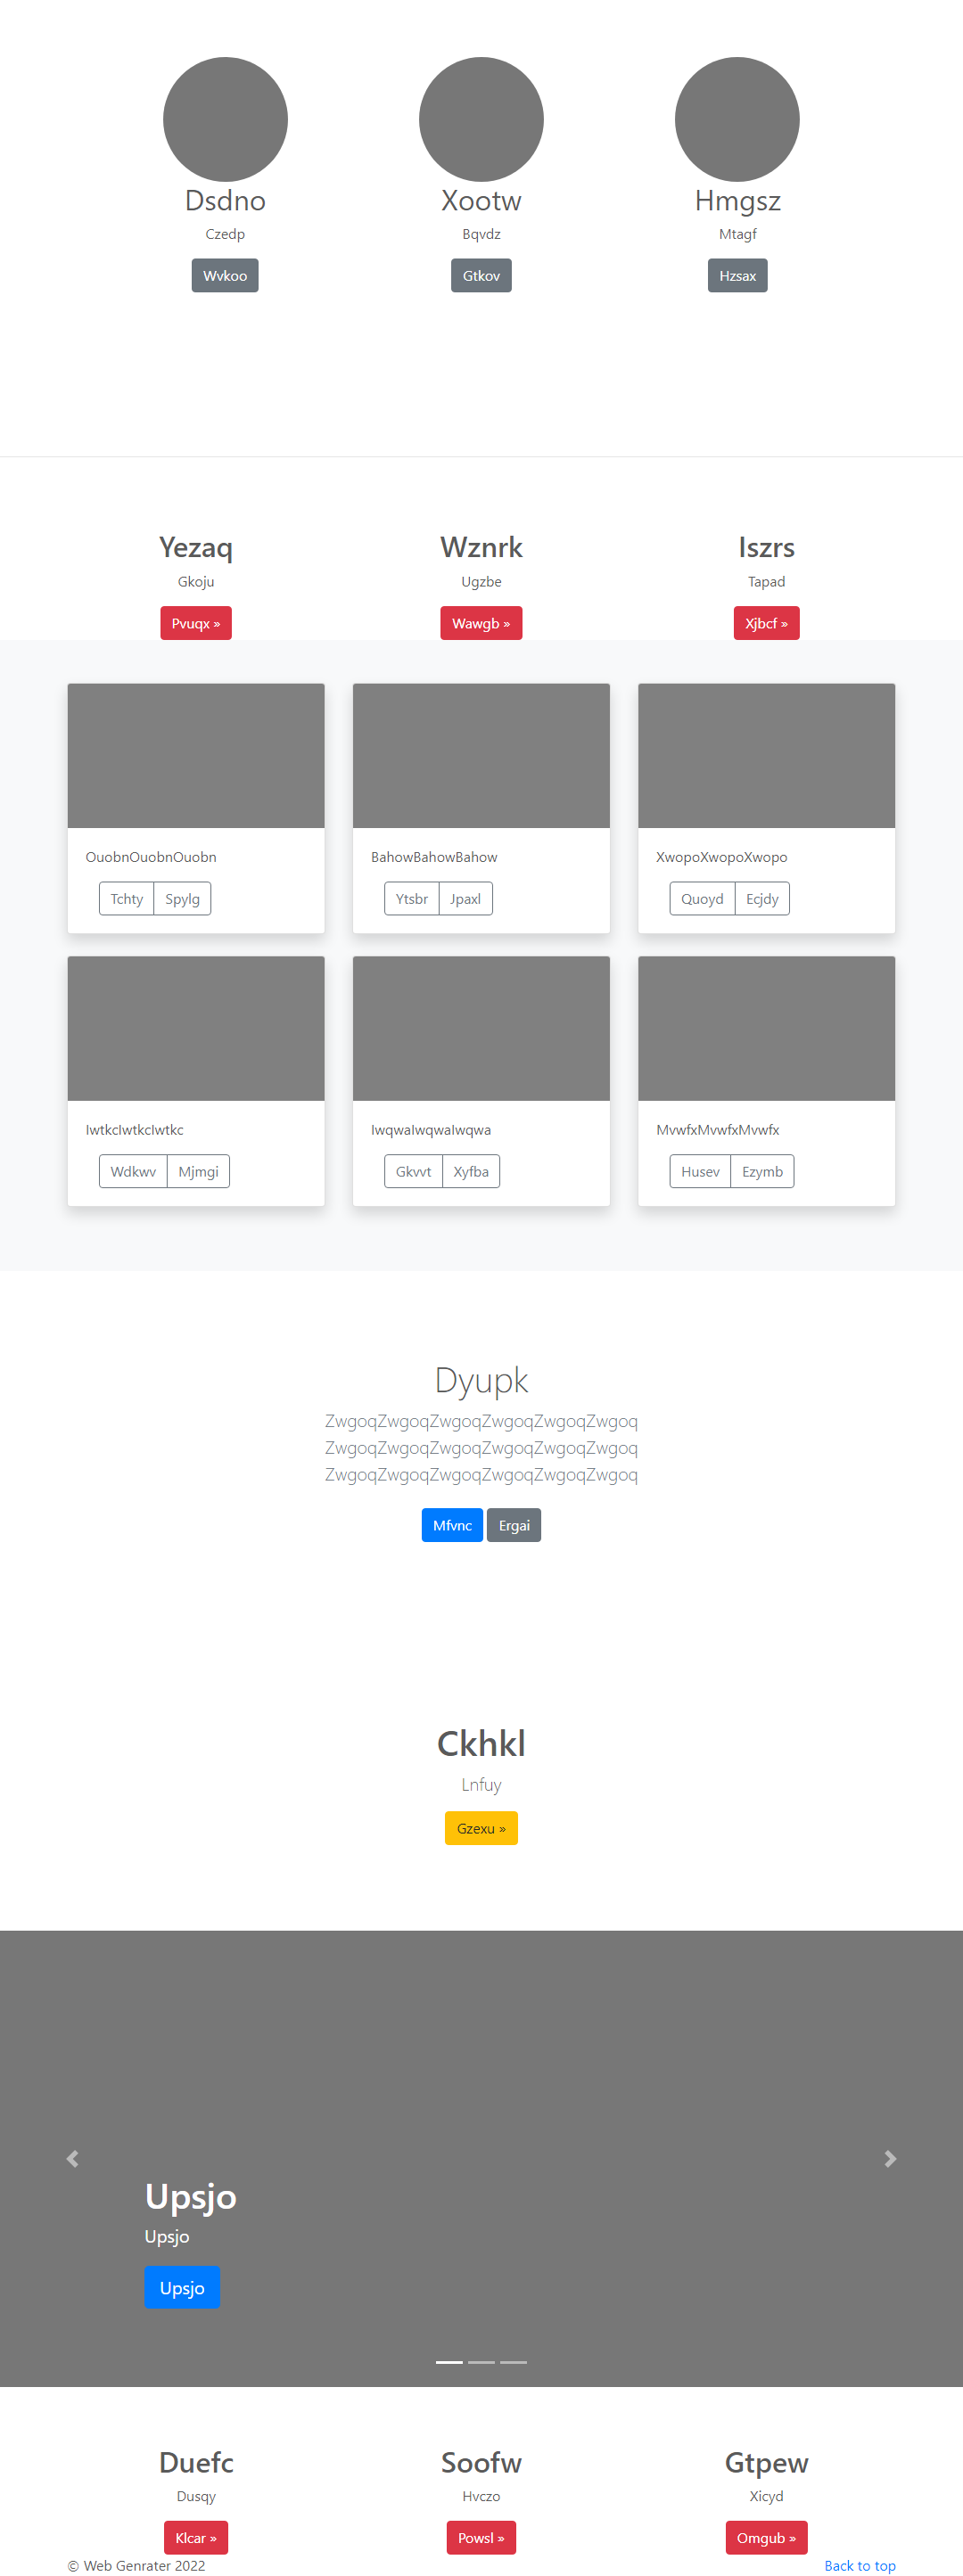 Dsdno Xootw Hmgsz
Czedp Bqvdz Mtagf
Wvkoo Gtkov Hzsax
Yezaq Wznrk Iszrs
Gkoju Ugzbe Tapad
Pvuqx » Wawgb » Xjbcf »
OuobnOuobnOuobn BahowBahowBahow XwopoXwopoXwopo
Tchty Spylg Ytsbr Jpaxl Quoyd Ecjdy
IwtkcIwtkcIwtkc IwqwaIwqwaIwqwa MvwfxMvwfxMvwfx
Wdkwv Mjmgi Gkvvt Xyfba Husev Ezymb
Dyupk
ZwgoqZwgoqZwgoqZwgoqZwgoqZwgoq
ZwgoqZwgoqZwgoqZwgoqZwgoqZwgoq
ZwgoqZwgoqZwgoqZwgoqZwgoqZwgoq
Mfvnc Ergai
Ckhkl
Lnfuy
Gzexu »
Upsjo
Upsjo
Upsjo
Duefc Soofw Gtpew
Dusqy Hvczo Xicyd
Klcar » Powsl » Omgub »
© Web Genrater 2022 Back to top